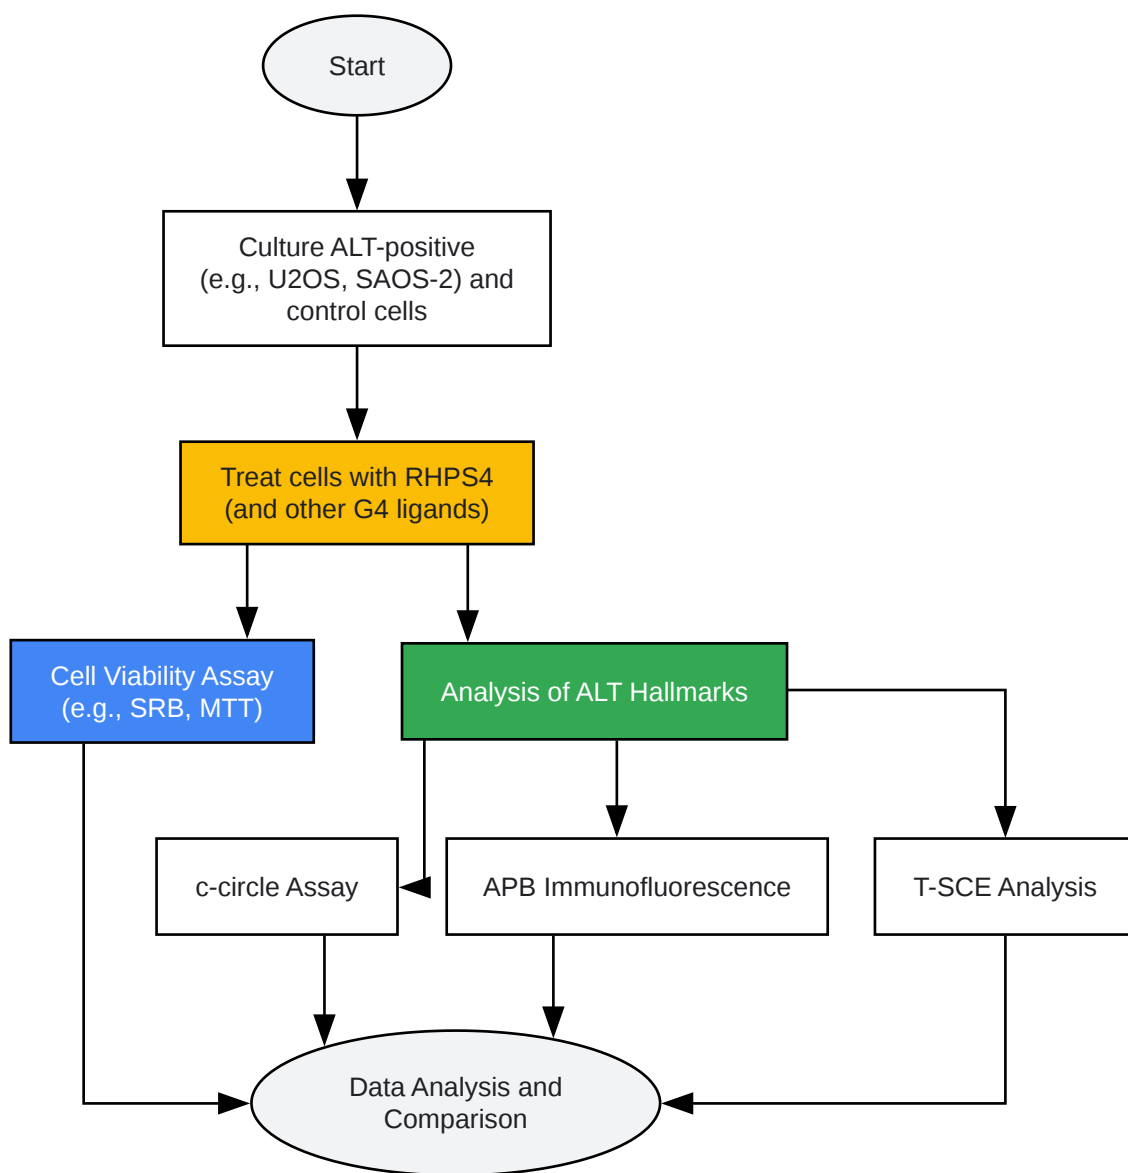 Start
Culture ALT-positive
(e.g., U2OS, SAOS-2) and
control cells
Treat cells with RHPS4
(and other G4 ligands)
Cell Viability Assay
(e.g., SRB, MTT)
Analysis of ALT Hallmarks
c-circle Assay
APB Immunofluorescence
T-SCE Analysis
Data Analysis and
Comparison